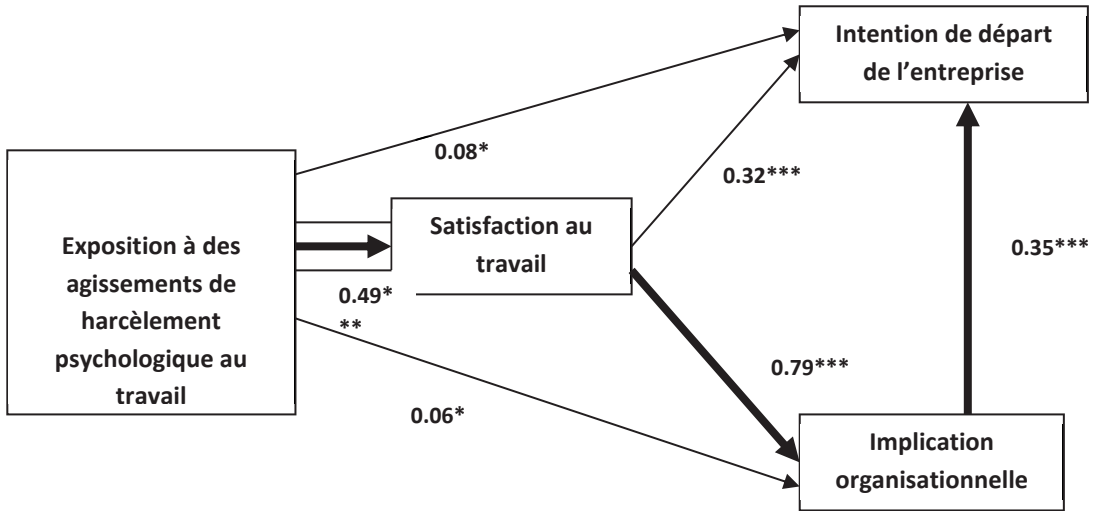 Intention de départ
de l’entreprise
0.08*
0.32***
Exposition à des
agissements de
harcèlement
psychologique au
travail
Satisfaction au
travail
0.35***
0.49*
**
0.79***
0.06*
Implication
organisationnelle